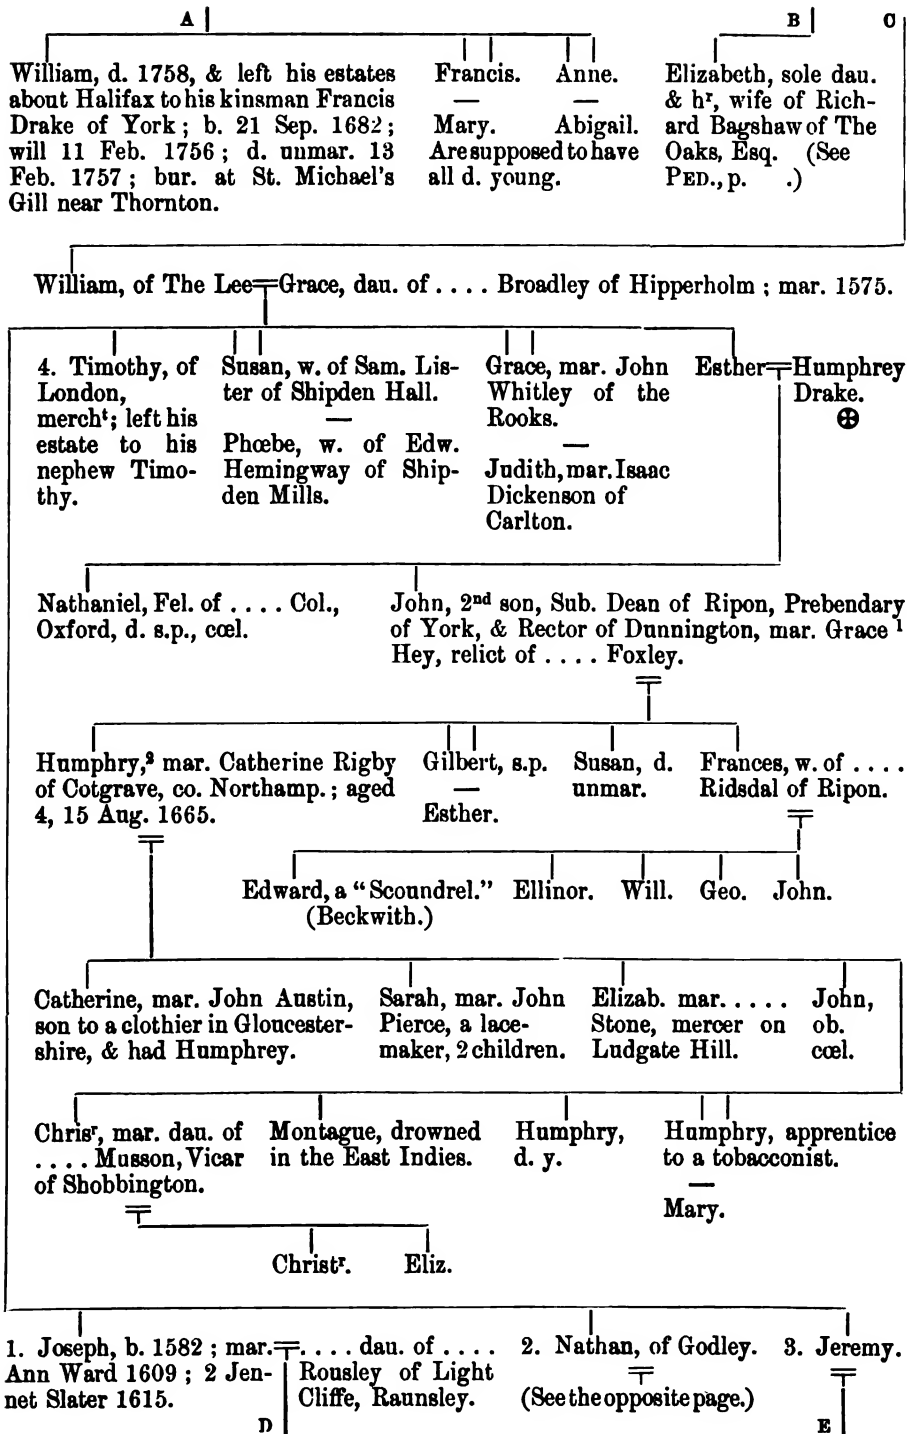 A B C
William, d. 1758, & left his estates
about Halifax to his kinsman Francis
Drake of York; b. 21 Sep. 1682;
will 11 Feb. 1756; d. unmar. 13
Feb. 1757; bur. at St. Michael's
Gill near Thornton.
Francis.
—
Mary.
Anne.
—
Abigail.
Are supposed to have
all d. young.
Elizabeth, sole dau.
& hʳ, wife of Rich-
ard Bagshaw of The
Oaks, Esq. (See
PED., p. .)
William, of The Lee=Grace, dau. of .... Broadley of Hipperholm; mar. 1575.
4. Timothy, of
London,
merchᵗ; left his
estate to his
nephew Timo-
thy.
Susan, w. of Sam. Lis-
ter of Shipden Hall.
—
Phœbe, w. of Edw.
Hemingway of Ship-
den Mills.
Grace, mar. John
Whitley of the
Rooks.
—
Judith, mar. Isaac
Dickenson of
Carlton.
Esther=Humphrey
Drake.
⊕
Nathaniel, Fel. of .... Col.,
Oxford, d. s.p., cœl.
John, 2ⁿᵈ son, Sub. Dean of Ripon, Prebendary
of York, & Rector of Dunnington, mar. Grace ¹
Hey, relict of .... Foxley.
Humphry,² mar. Catherine Rigby
of Cotgrave, co. Northamp.; aged
4, 15 Aug. 1665.
Gilbert, s.p.
—
Esther.
Susan, d.
unmar.
Frances, w. of ....
Ridsdal of Ripon.
Edward, a "Scoundrel."
(Beckwith.)
Ellinor. Will. Geo. John.
Catherine, mar. John Austin,
son to a clothier in Gloucester-
shire, & had Humphrey.
Sarah, mar. John
Pierce, a lace-
maker, 2 children.
Elizab. mar.....
Stone, mercer on
Ludgate Hill.
John,
ob.
cœl.
Chrisʳ, mar. dau. of
.... Musson, Vicar
of Shobbington.
Montague, drowned
in the East Indies.
Humphry,
d. y.
Humphry, apprentice
to a tobacconist.
—
Mary.
Christʳ. Eliz.
1. Joseph, b. 1582; mar.=.... dau. of ....
Ann Ward 1609; 2 Jen-
net Slater 1615.
Rousley of Light
Cliffe, Raunsley.
2. Nathan, of Godley.
(See the opposite page.)
3. Jeremy.
D E